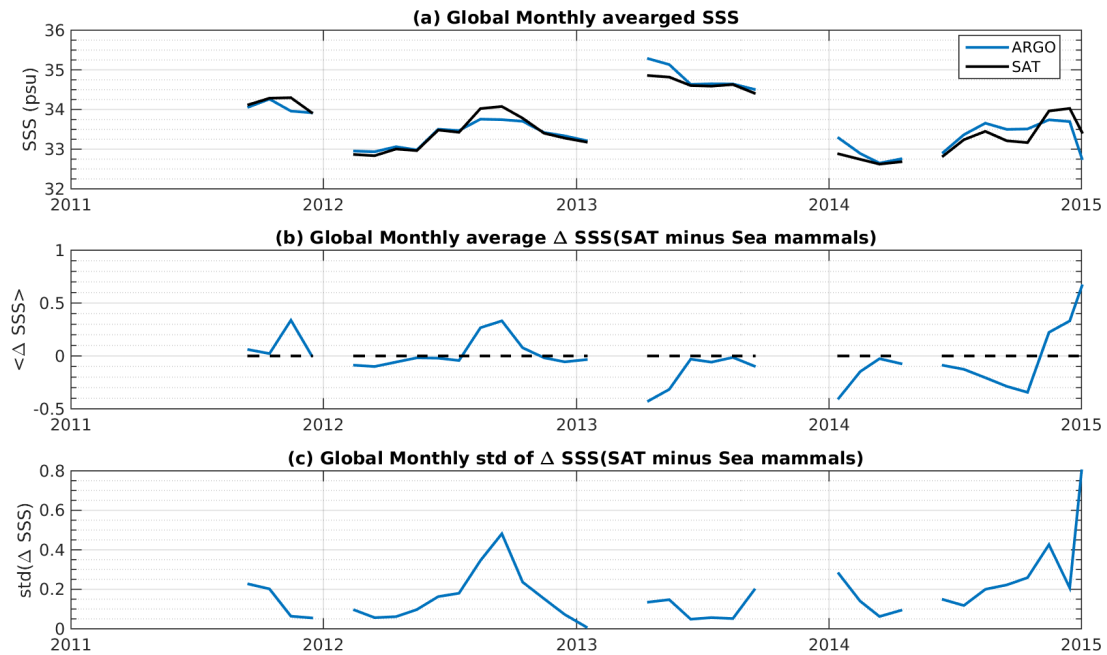 (a) Global Monthly avearged SSS
36
35
34
33
32
SSS (psu)
ARGO
SAT
2011 2012 2013 2014 2015
(b) Global Monthly average Δ SSS(SAT minus Sea mammals)
1
0.5
0
-0.5
<Δ SSS>
2011 2012 2013 2014 2015
(c) Global Monthly std of Δ SSS(SAT minus Sea mammals)
0.8
0.6
0.4
0.2
0
std(Δ SSS)
2011 2012 2013 2014 2015